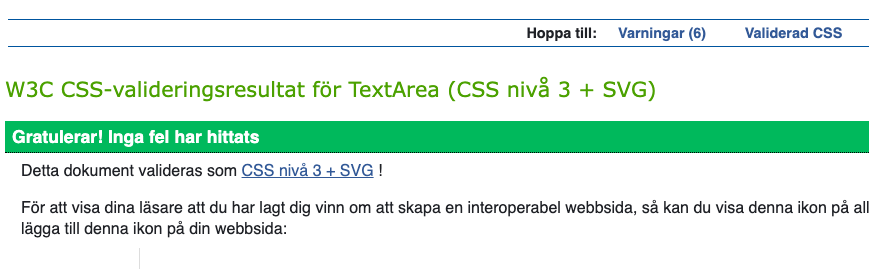 Hoppa till: Varningar (6) Validerad CSS
W3C CSS-valideringsresultat för TextArea (CSS nivå 3 + SVG)
Gratulerar! Inga fel har hittats
Detta dokument valideras som CSS nivå 3 + SVG !
För att visa dina läsare att du har lagt dig vinn om att skapa en interoperabel webbsida, så kan du visa denna ikon på all
lägga till denna ikon på din webbsida: